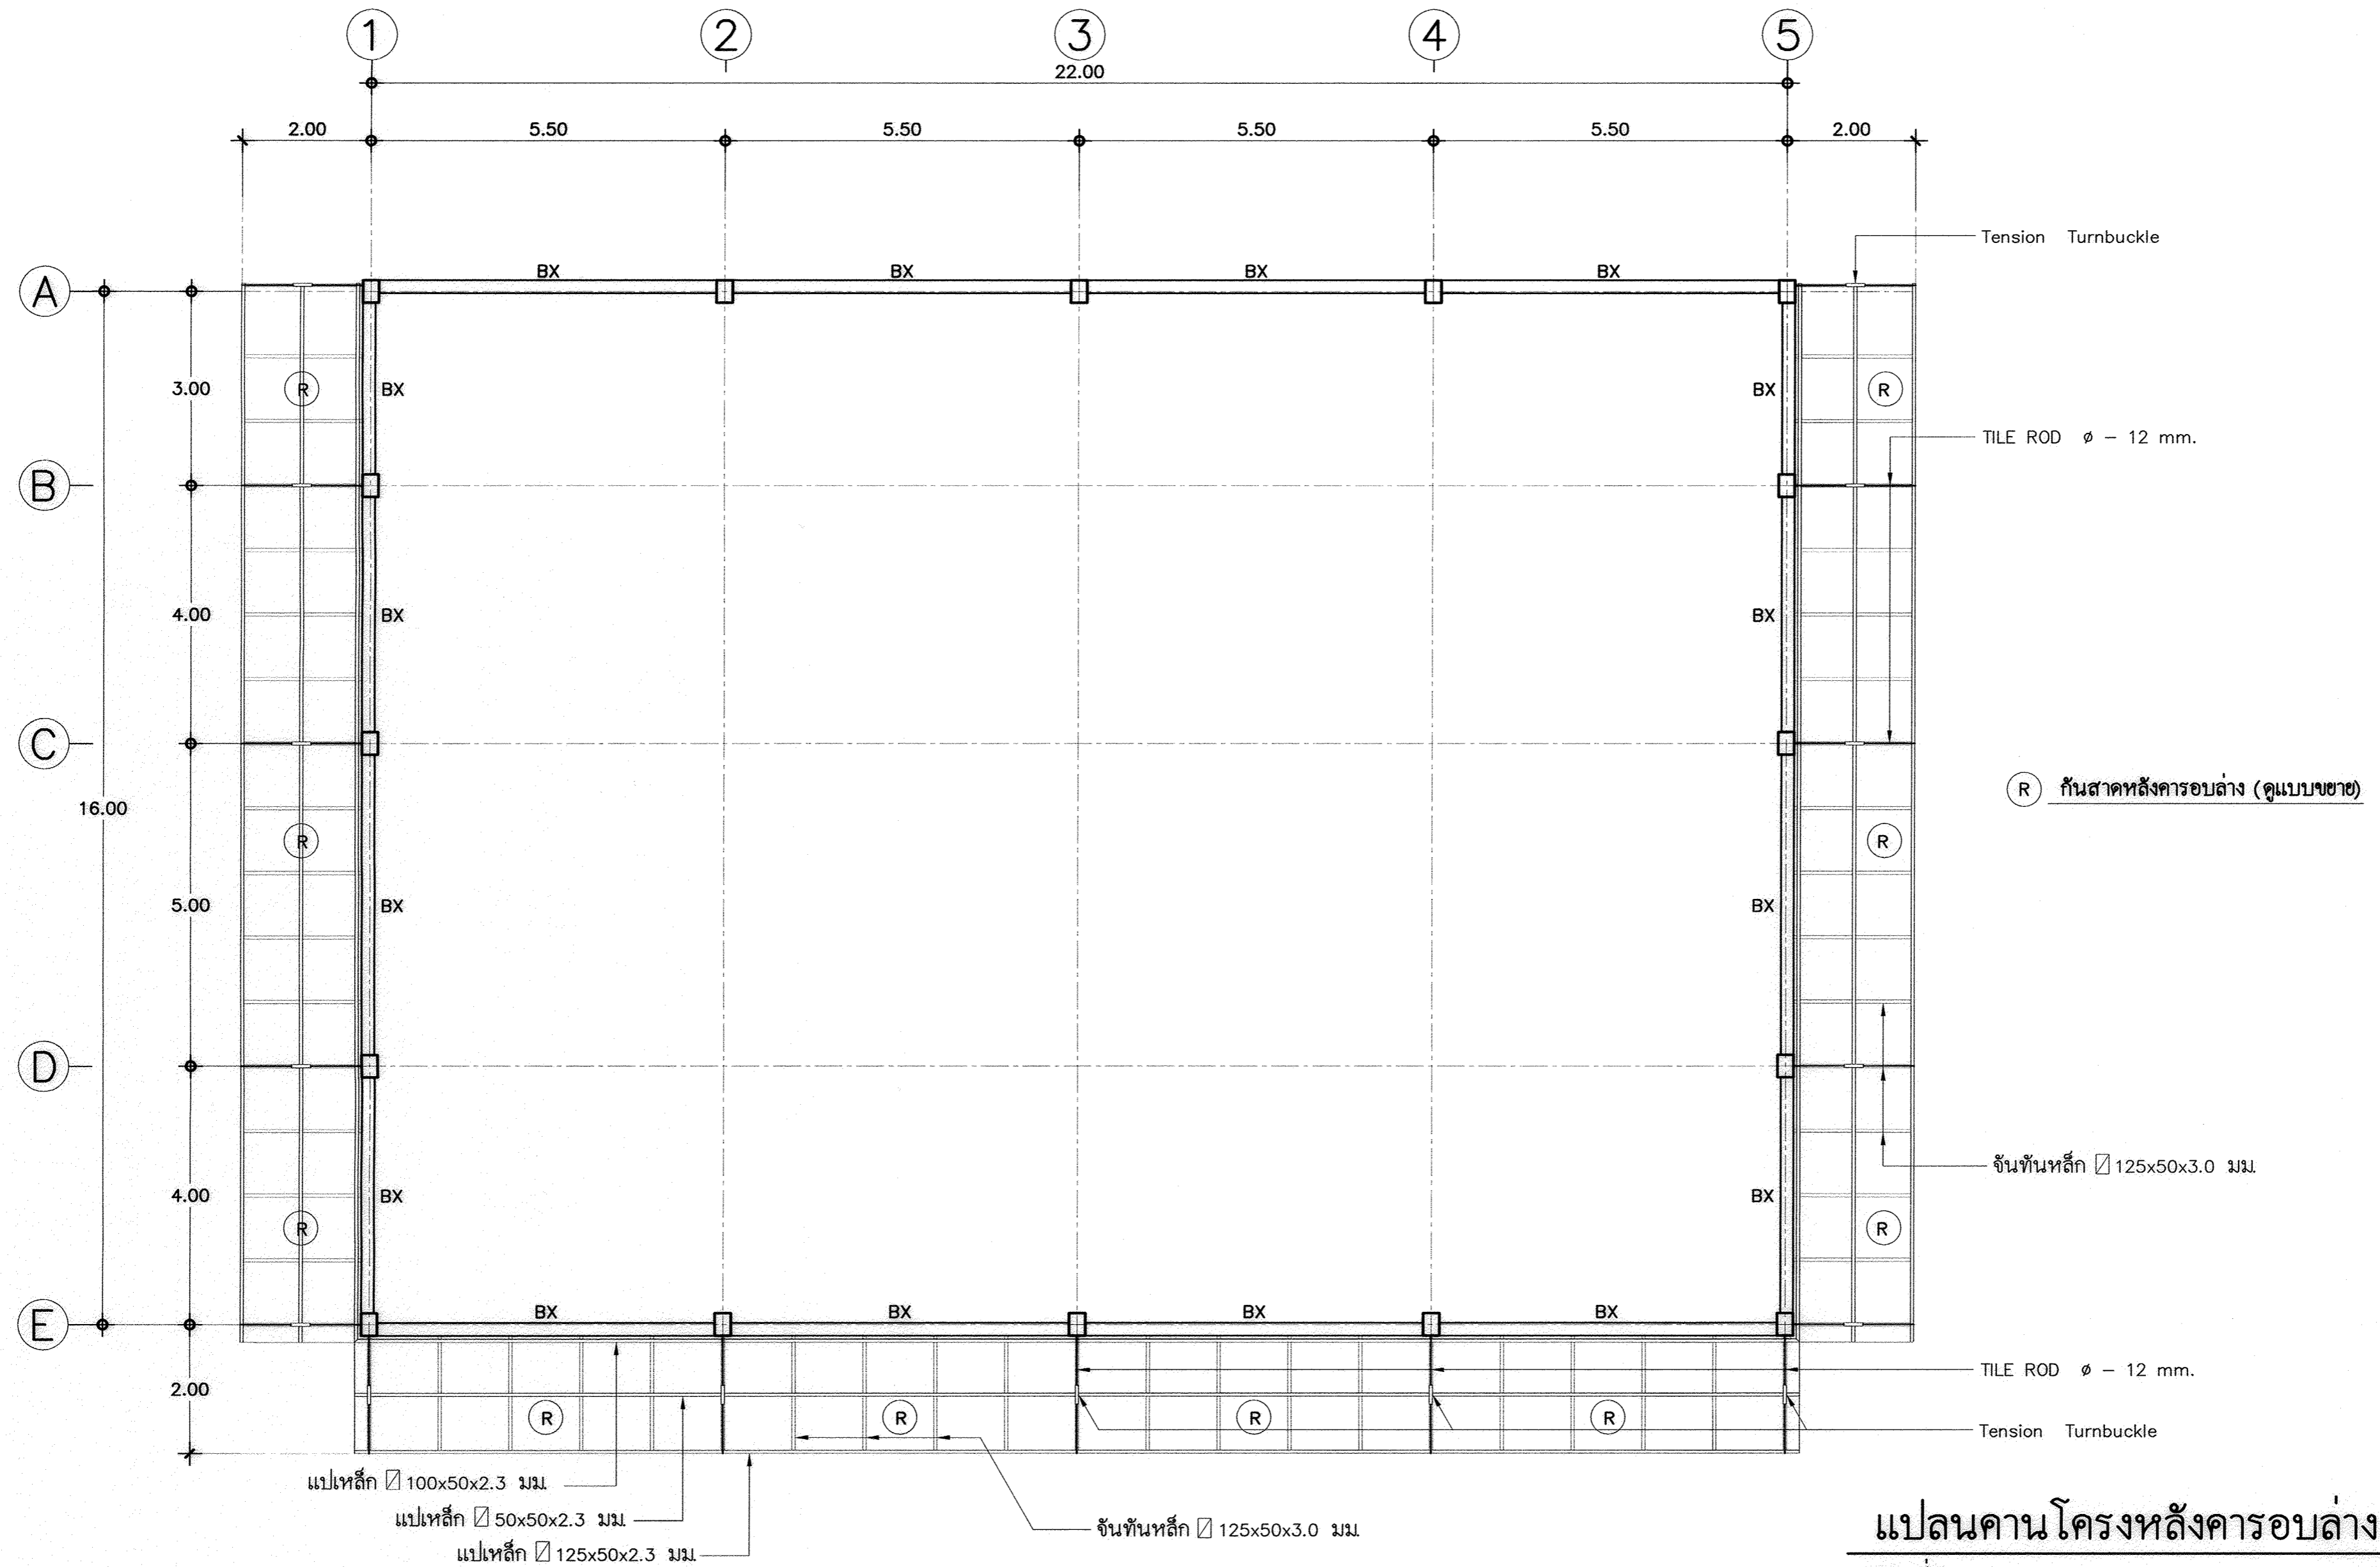 1 2 3 4 5
22.00
2.00 5.50 5.50 5.50 5.50 2.00
Tension Turnbuckle
A BX BX BX BX
3.00 R BX BX R
TILE ROD ø – 12 mm.
B
4.00 BX BX
C
R กันสาดหลังคารอบล่าง (ดูแบบขยาย)
16.00
R R
5.00 BX BX
D
จันทันหลัก 125x50x3.0 มม.
4.00 BX BX
R R
E BX BX BX BX
TILE ROD ø – 12 mm.
2.00
R R R R
Tension Turnbuckle
แปเหล็ก 100x50x2.3 มม.
แปเหล็ก 50x50x2.3 มม.
จันทันหลัก 125x50x3.0 มม.
แปเหล็ก 125x50x2.3 มม.
แปลนคานโครงหลังคารอบล่าง